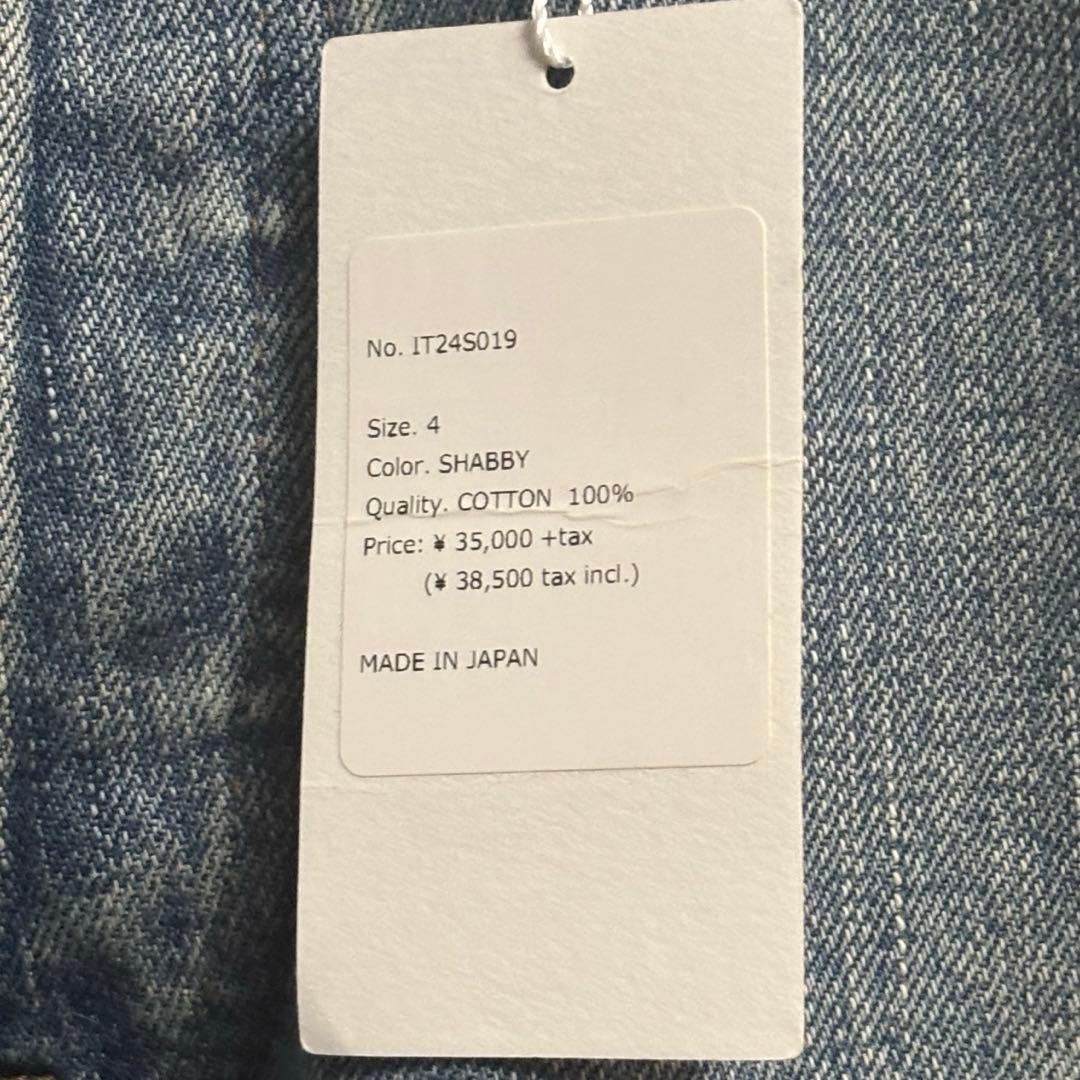 No. IT24S019
Size. 4
Color. SHABBY
Quality. COTTON 100%
Price: ¥ 35,000 +tax
(¥ 38,500 tax incl.)
MADE IN JAPAN